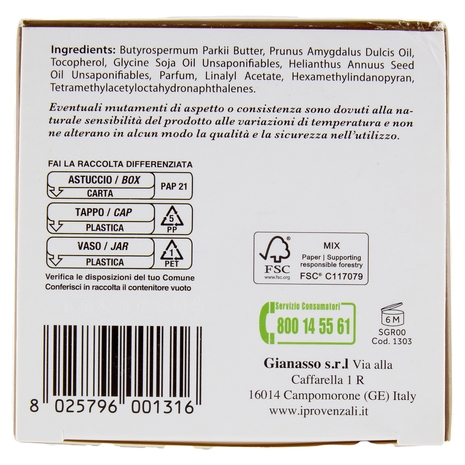 Ingredients: Butyrospermum Parkii Butter, Prunus Amygdalus Dulcis Oil,
Tocopherol, Glycine Soja Oil Unsaponifiables, Helianthus Annuus Seed
Oil Unsaponifiables, Parfum, Linalyl Acetate, Hexamethylindanopyran,
Tetramethylacetyloctahydronaphthalenes.
Eventuali mutamenti di aspetto o consistenza sono dovuti alla na-
turale sensibilità del prodotto alle variazioni di temperatura e non
ne alterano in alcun modo la qualità e la sicurezza nell'utilizzo.
FAI LA RACCOLTA DIFFERENZIATA
ASTUCCIO / BOX
CARTA
PAP 21
TAPPO / CAP
PLASTICA
5
PP
VASO / JAR
PLASTICA
1
PET
Verifica le disposizioni del tuo Comune
Conferisci in raccolta il contenitore vuoto
FSC
www.fsc.org
MIX
Paper | Supporting
responsible forestry
FSC® C117079
Servizio Consumatori
800 14 55 61
6 M
SGR00
Cod. 1303
Gianasso s.r.l Via alla
Caffarella 1 R
16014 Campomorone (GE) Italy
www.iprovenzali.it
8 025796 001316